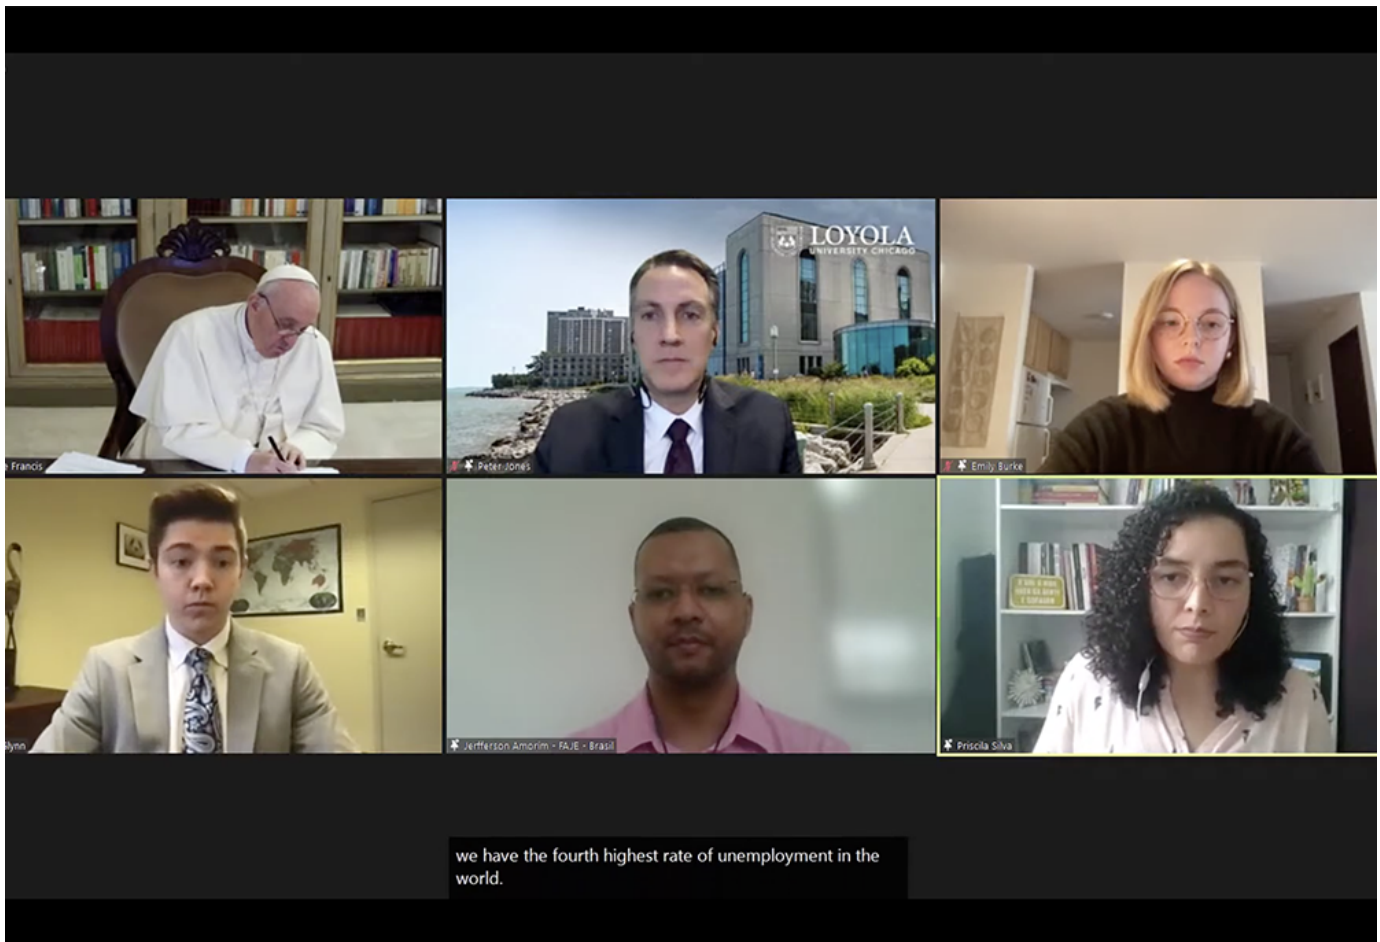 LOYOLA
UNIVERSITY CHICAGO
e Francis
Peter Jones
Emily Burke
Glynn
Jerfferson Amorim - FAJE - Brasil
Priscila Silva
we have the fourth highest rate of unemployment in the
world.